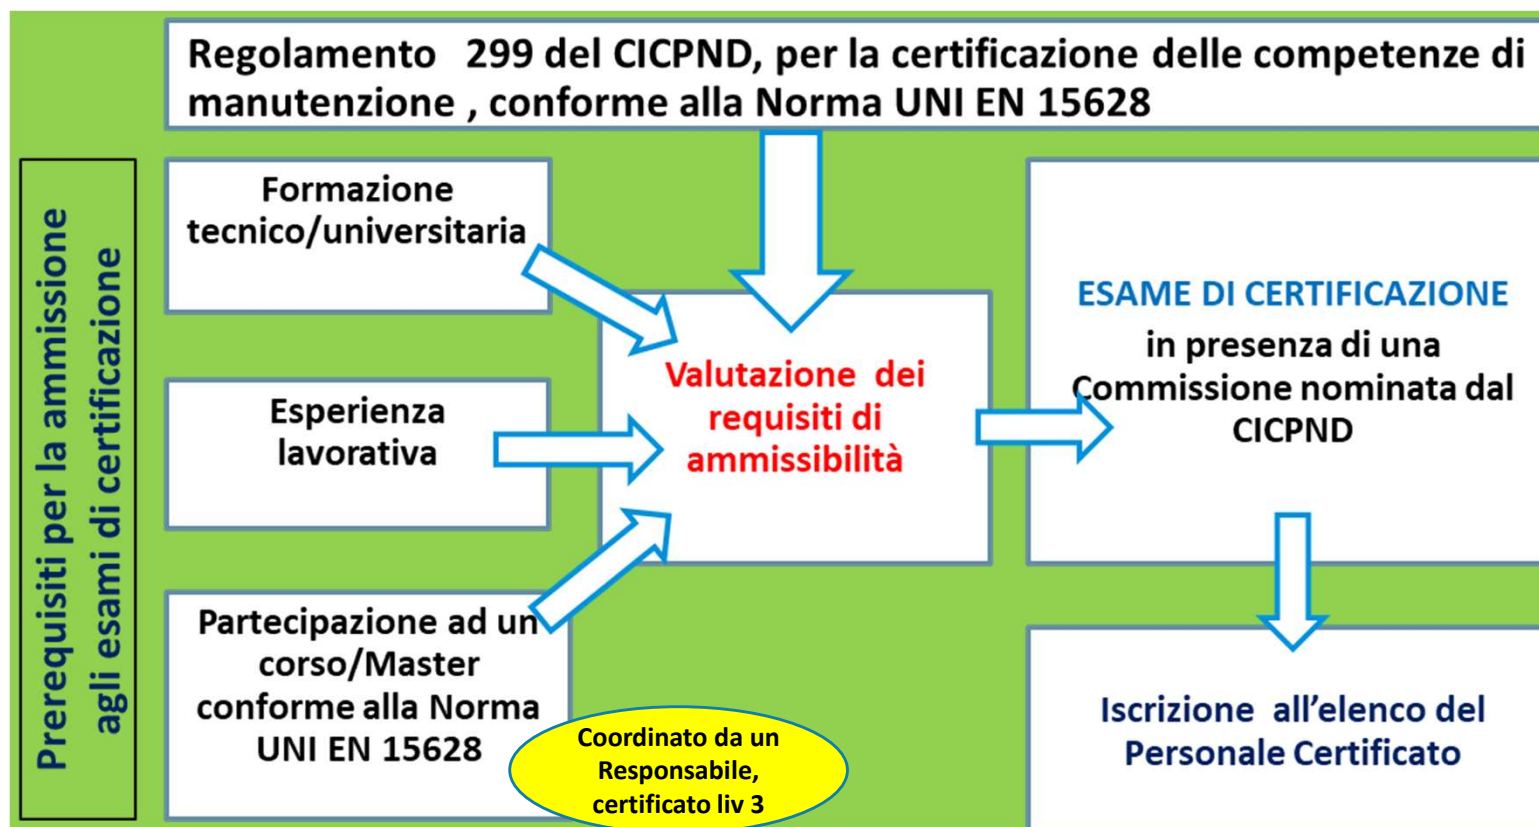 Regolamento 299 del CICPND, per la certificazione delle competenze di
manutenzione , conforme alla Norma UNI EN 15628
Prerequisiti per la ammissione
agli esami di certificazione
Formazione
tecnico/universitaria
Esperienza
lavorativa
Partecipazione ad un
corso/Master
conforme alla Norma
UNI EN 15628
Coordinato da un
Responsabile,
certificato liv 3
Valutazione dei
requisiti di
ammissibilità
ESAME DI CERTIFICAZIONE
in presenza di una
Commissione nominata dal
CICPND
Iscrizione all’elenco del
Personale Certificato